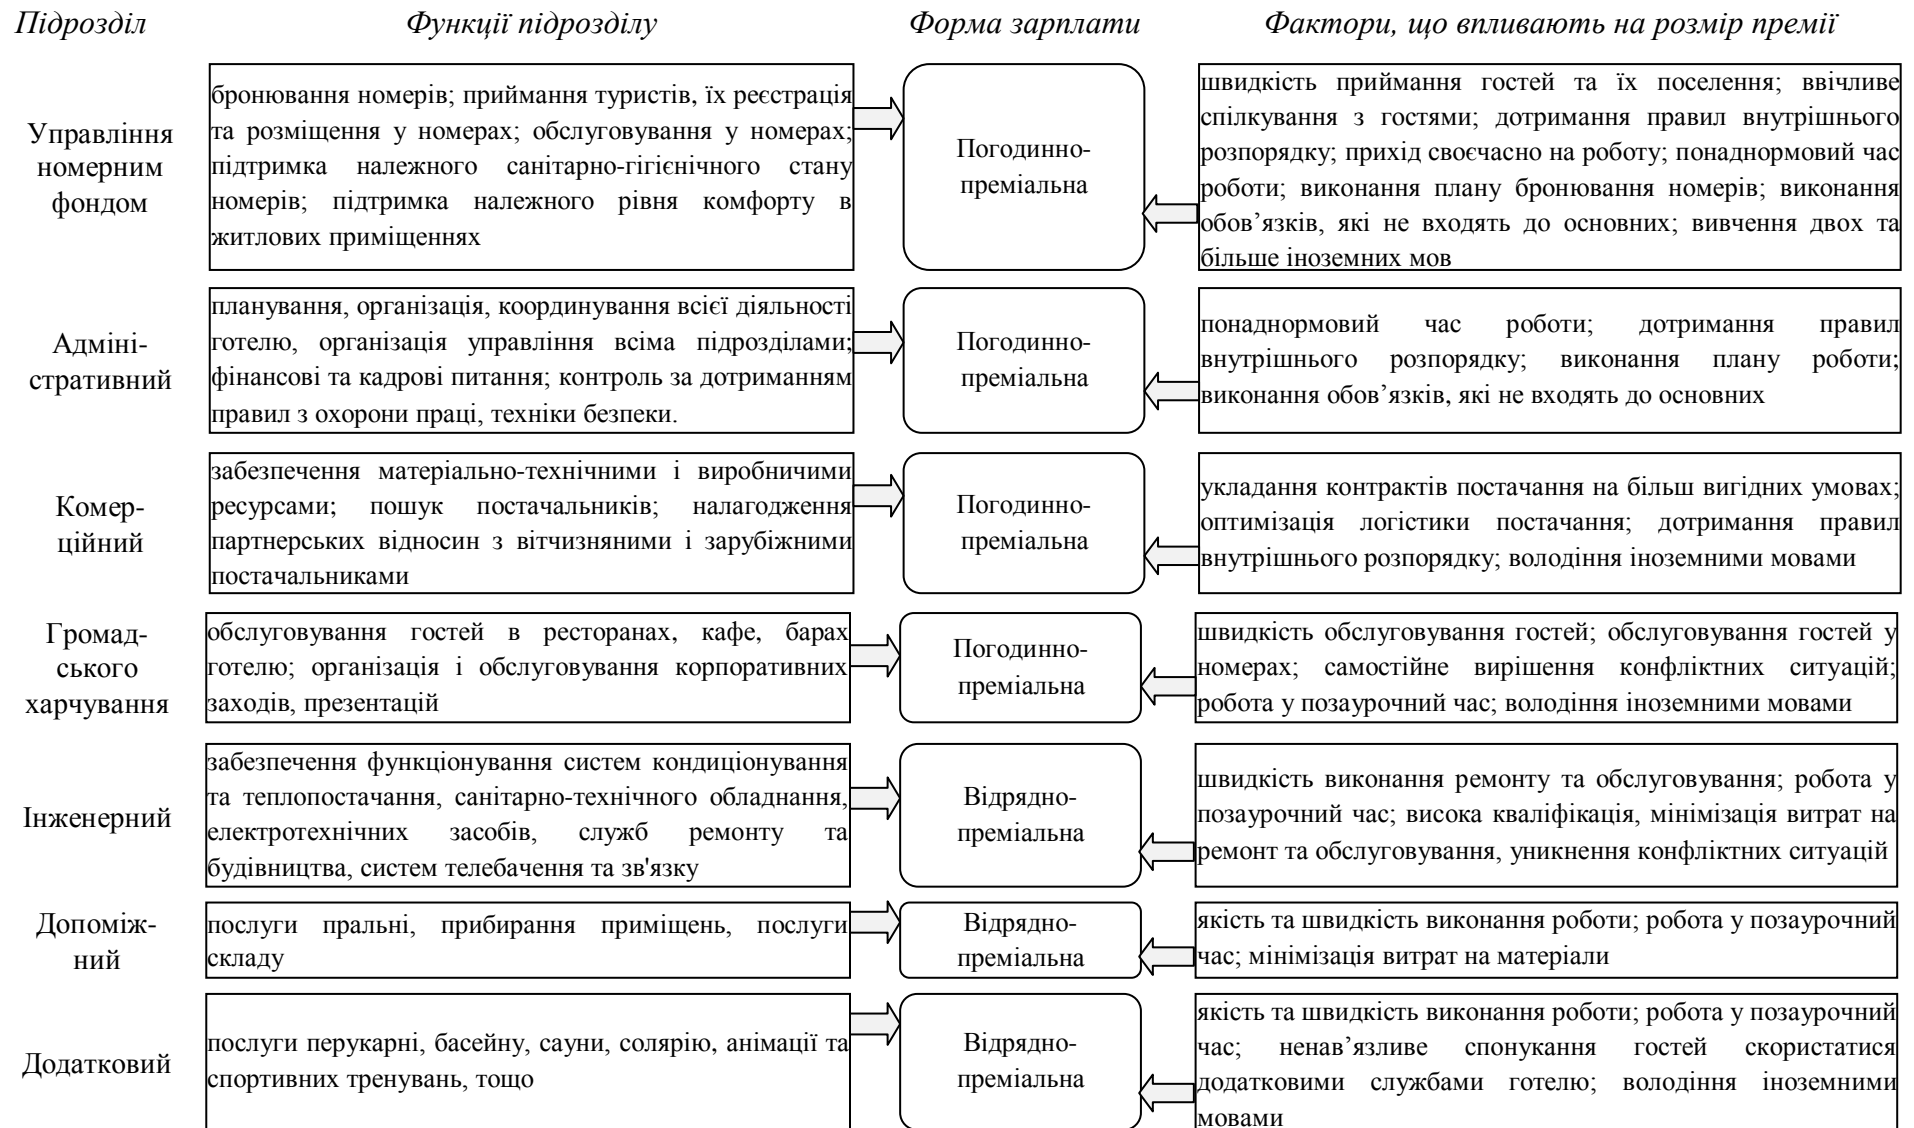 Підрозділ Функції підрозділу Форма зарплати Фактори, що впливають на розмір премії
Управління
номерним
фондом
бронювання номерів; приймання туристів, їх реєстрація
та розміщення у номерах; обслуговування у номерах;
підтримка належного санітарно-гігієнічного стану
номерів; підтримка належного рівня комфорту в
житлових приміщеннях
Погодинно-
преміальна
швидкість приймання гостей та їх поселення; ввічливе
спілкування з гостями; дотримання правил внутрішнього
розпорядку; прихід своєчасно на роботу; понаднормовий час
роботи; виконання плану бронювання номерів; виконання
обов’язків, які не входять до основних; вивчення двох та
більше іноземних мов
Адміні-
стративний
планування, організація, координування всієї діяльності
готелю, організація управління всіма підрозділами;
фінансові та кадрові питання; контроль за дотриманням
правил з охорони праці, техніки безпеки.
Погодинно-
преміальна
понаднормовий час роботи; дотримання правил
внутрішнього розпорядку; виконання плану роботи;
виконання обов’язків, які не входять до основних
Комер-
ційний
забезпечення матеріально-технічними і виробничими
ресурсами; пошук постачальників; налагодження
партнерських відносин з вітчизняними і зарубіжними
постачальниками
Погодинно-
преміальна
укладання контрактів постачання на більш вигідних умовах;
оптимізація логістики постачання; дотримання правил
внутрішнього розпорядку; володіння іноземними мовами
Громад-
ського
харчування
обслуговування гостей в ресторанах, кафе, барах
готелю; організація і обслуговування корпоративних
заходів, презентацій
Погодинно-
преміальна
швидкість обслуговування гостей; обслуговування гостей у
номерах; самостійне вирішення конфліктних ситуацій;
робота у позаурочний час; володіння іноземними мовами
Інженерний
забезпечення функціонування систем кондиціонування
та теплопостачання, санітарно-технічного обладнання,
електротехнічних засобів, служб ремонту та
будівництва, систем телебачення та зв'язку
Відрядно-
преміальна
швидкість виконання ремонту та обслуговування; робота у
позаурочний час; висока кваліфікація, мінімізація витрат на
ремонт та обслуговування, уникнення конфліктних ситуацій
Допоміж-
ний
послуги пральні, прибирання приміщень, послуги
складу
Відрядно-
преміальна
якість та швидкість виконання роботи; робота у позаурочний
час; мінімізація витрат на матеріали
Додатковий
послуги перукарні, басейну, сауни, солярію, анімації та
спортивних тренувань, тощо
Відрядно-
преміальна
якість та швидкість виконання роботи; робота у позаурочний
час; ненав’язливе спонукання гостей скористатися
додатковими службами готелю; володіння іноземними
мовами